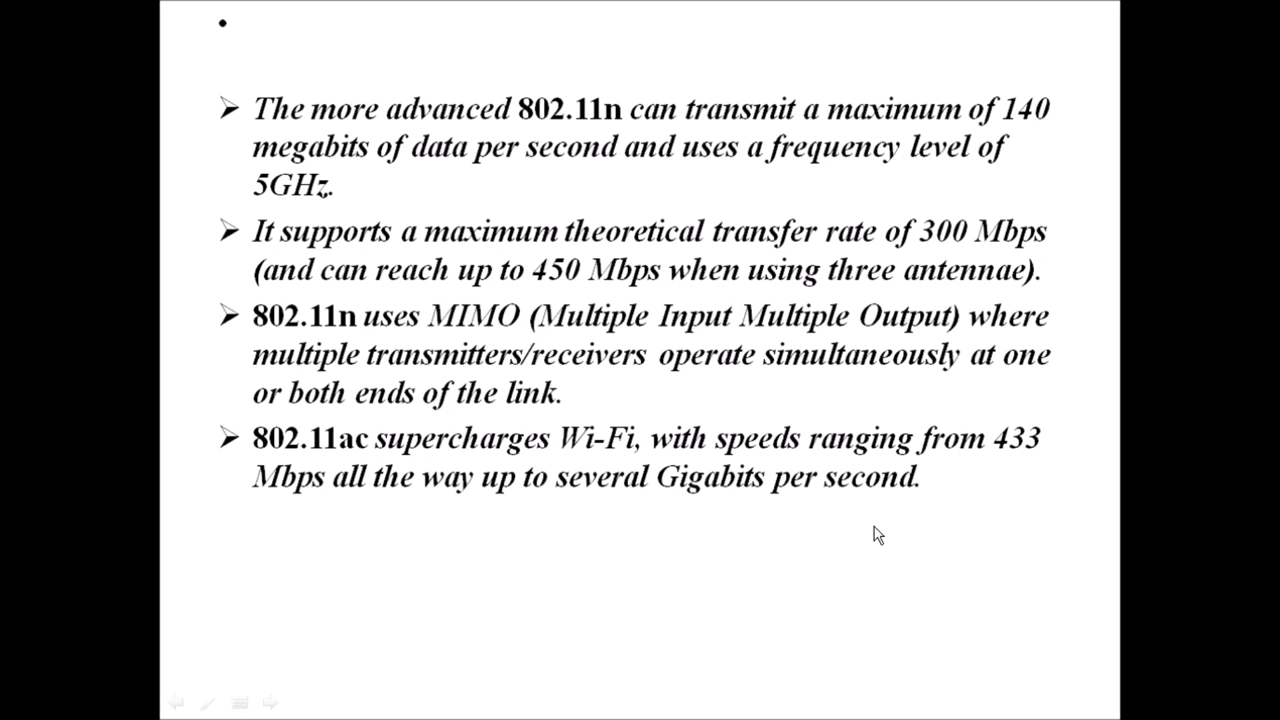 The more advanced 802.11n can transmit a maximum of 140
megabits of data per second and uses a frequency level of
5GHz.
It supports a maximum theoretical transfer rate of 300 Mbps
(and can reach up to 450 Mbps when using three antennae).
802.11n uses MIMO (Multiple Input Multiple Output) where
multiple transmitters/receivers operate simultaneously at one
or both ends of the link.
802.11ac supercharges Wi-Fi, with speeds ranging from 433
Mbps all the way up to several Gigabits per second.